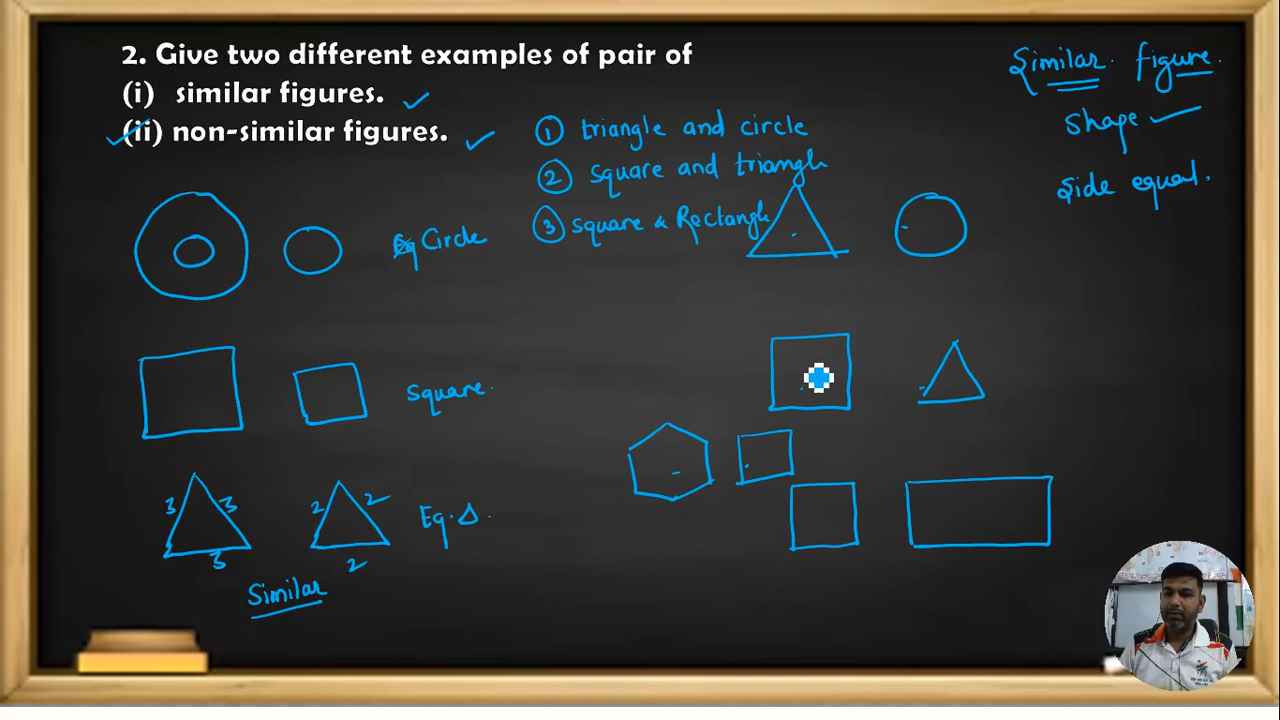 2. Give two different examples of pair of
(i) similar figures.
(ii) non-similar figures.
Similar figure.
Shape
Side equal.
① triangle and circle
② square and triangle
③ square & Rectangle
Eq Circle
Square.
3 3 3
2 2 2
Eq. Δ.
Similar